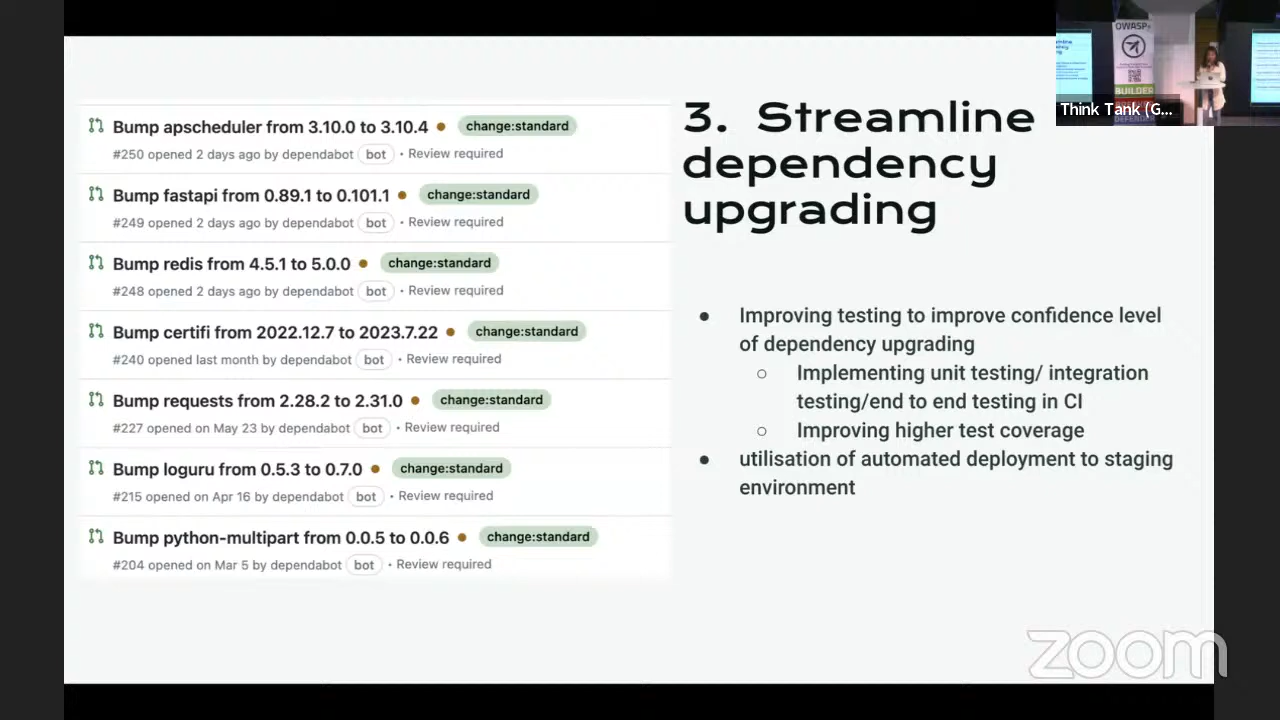 Bump apscheduler from 3.10.0 to 3.10.4 change:standard
#250 opened 2 days ago by dependabot bot • Review required
Bump fastapi from 0.89.1 to 0.101.1 change:standard
#249 opened 2 days ago by dependabot bot • Review required
Bump redis from 4.5.1 to 5.0.0 change:standard
#248 opened 2 days ago by dependabot bot • Review required
Bump certifi from 2022.12.7 to 2023.7.22 change:standard
#240 opened last month by dependabot bot • Review required
Bump requests from 2.28.2 to 2.31.0 change:standard
#227 opened on May 23 by dependabot bot • Review required
Bump loguru from 0.5.3 to 0.7.0 change:standard
#215 opened on Apr 16 by dependabot bot • Review required
Bump python-multipart from 0.0.5 to 0.0.6 change:standard
#204 opened on Mar 5 by dependabot bot • Review required
3. Streamline
dependency
upgrading
● Improving testing to improve confidence level
of dependency upgrading
○ Implementing unit testing/ integration
testing/end to end testing in CI
○ Improving higher test coverage
● utilisation of automated deployment to staging
environment
OWASP
BUILDER
Think Tank (G...
zoom